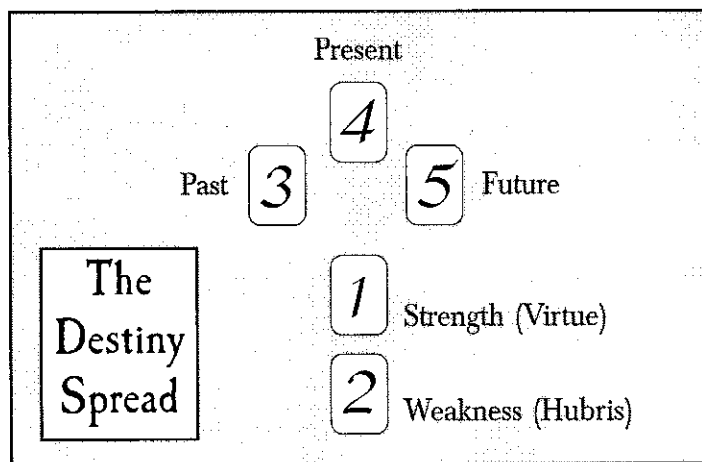 Present
4
Past 3 5 Future
The
Destiny
Spread
1 Strength (Virtue)
2 Weakness (Hubris)